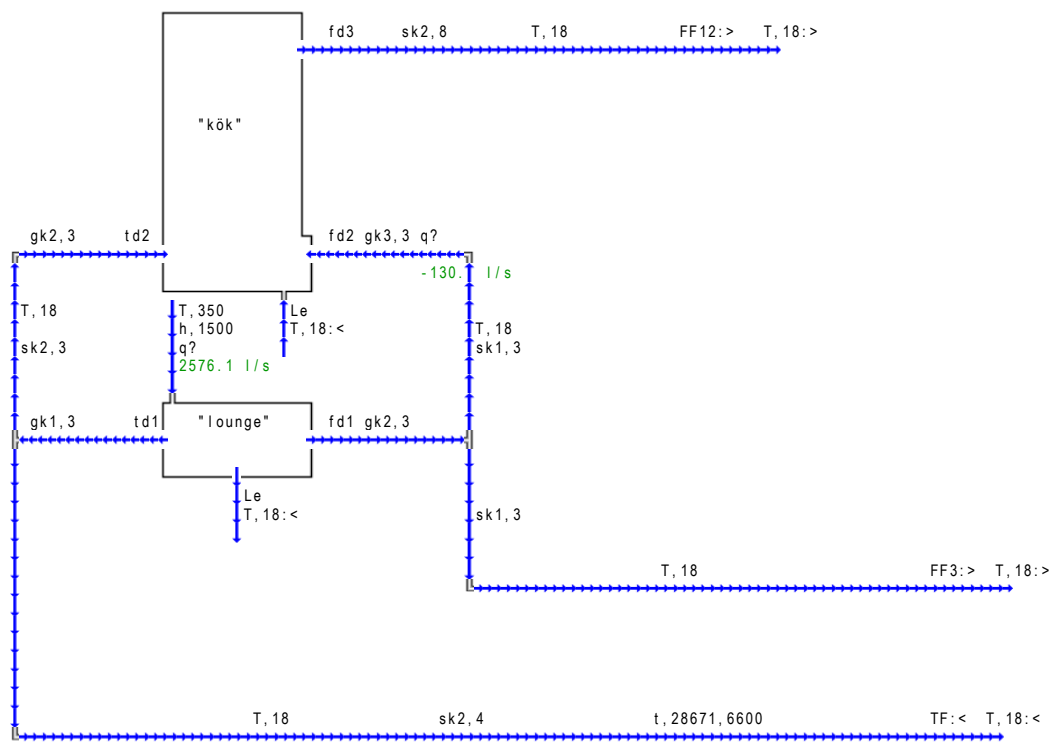 fd3 sk2,8 T,18 FF12:> T,18:>
"kök"
gk2,3 td2 fd2 gk3,3 q?
-130. l/s
T,18 T,350 Le T,18
h,1500 T,18:<
sk2,3 q? sk1,3
2576.1 l/s
gk1,3 td1 "lounge" fd1 gk2,3
Le
T,18:< sk1,3
T,18 FF3:> T,18:>
T,18 sk2,4 t,28671,6600 TF:< T,18:<